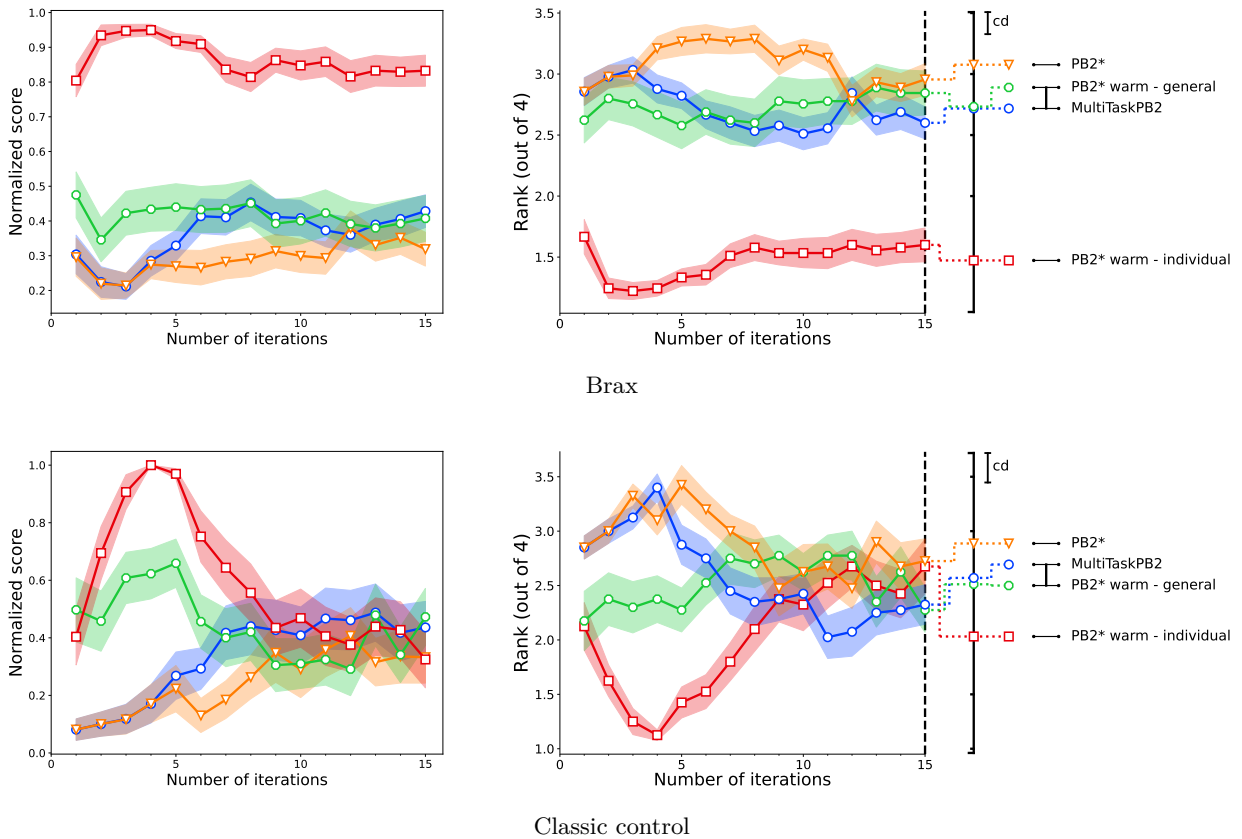 1.0
0.9
0.8
0.7
0.6
0.5
0.4
0.3
0.2
Normalized score
0
5
10
15
Number of iterations
3.5
3.0
2.5
2.0
1.5
Rank (out of 4)
0
5
10
15
Number of iterations
cd
PB2*
PB2* warm - general
MultiTaskPB2
PB2* warm - individual
Brax
1.0
0.8
0.6
0.4
0.2
0.0
Normalized score
0
5
10
15
Number of iterations
3.5
3.0
2.5
2.0
1.5
1.0
Rank (out of 4)
0
5
10
15
Number of iterations
cd
PB2*
MultiTaskPB2
PB2* warm - general
PB2* warm - individual
Classic control